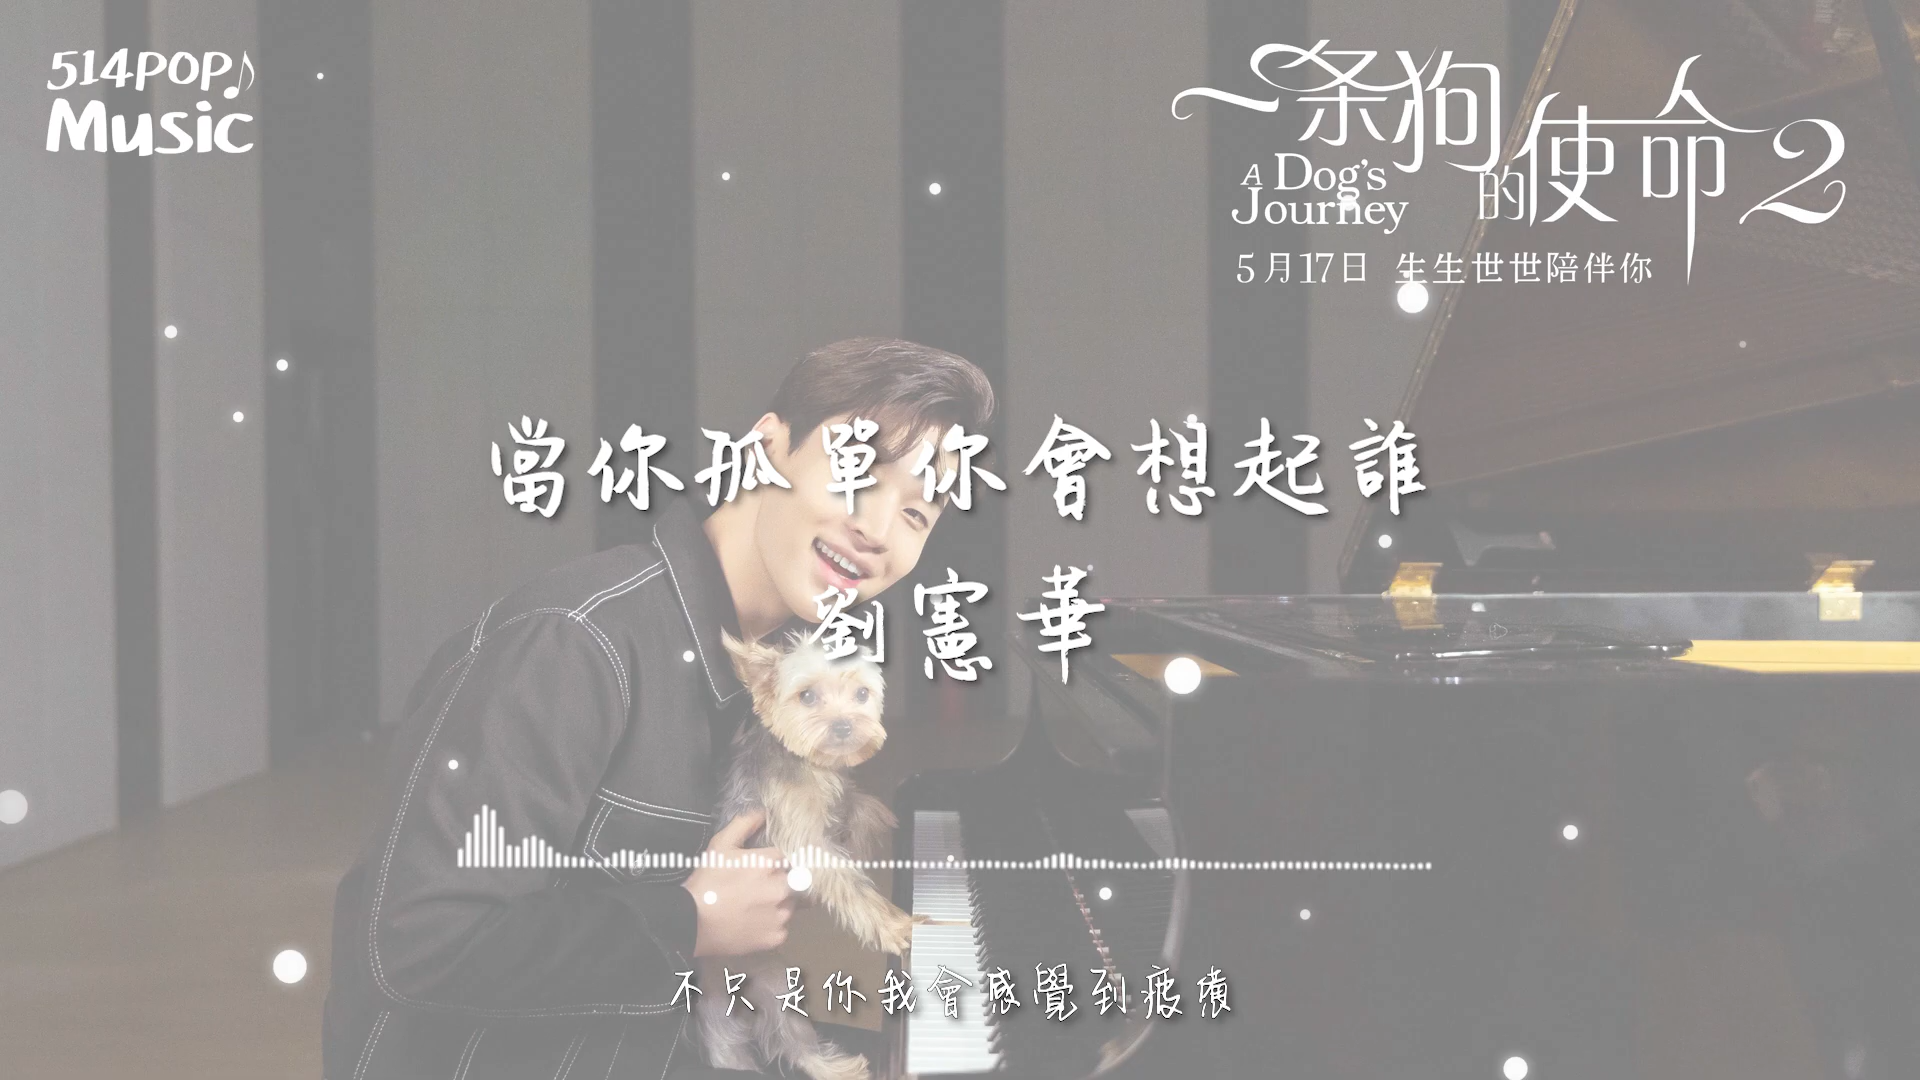 514POP♪
Music
一条狗的使命2
A Dog's
Journey
5月17日 生生世世陪伴你
當你孤單你會想起誰
劉憲華
不只是你我會感覺到疲憊